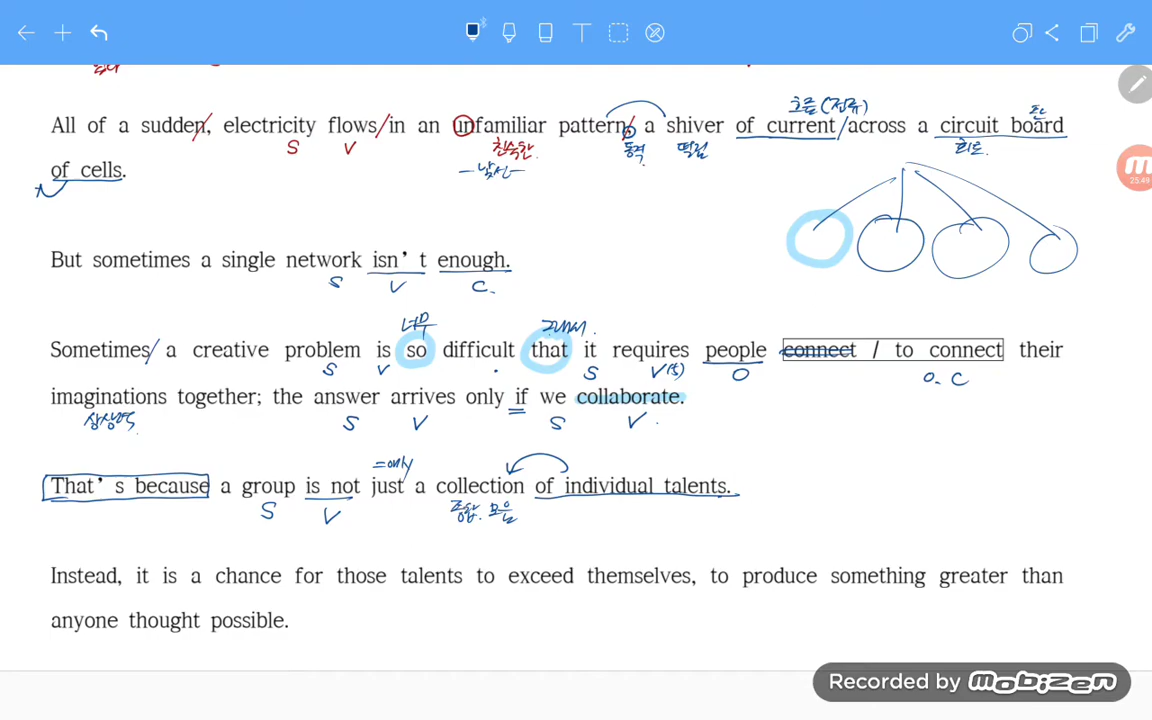 흐름(전류)
판
All of a sudden, electricity flows/in an unfamiliar pattern, a shiver of current/across a circuit board
S V 친숙한 동격 떨림 회로.
of cells.
낯선
But sometimes a single network isn't enough.
S V C.
너무 그래서
Sometimes/ a creative problem is so difficult that it requires people connect / to connect their
S V S V(5) O O.C
imaginations together; the answer arrives only if we collaborate.
상상력 S V S V
=only
That's because a group is not just a collection of individual talents.
S V 종합. 모음
Instead, it is a chance for those talents to exceed themselves, to produce something greater than
anyone thought possible.
25:49
Recorded by mobizen